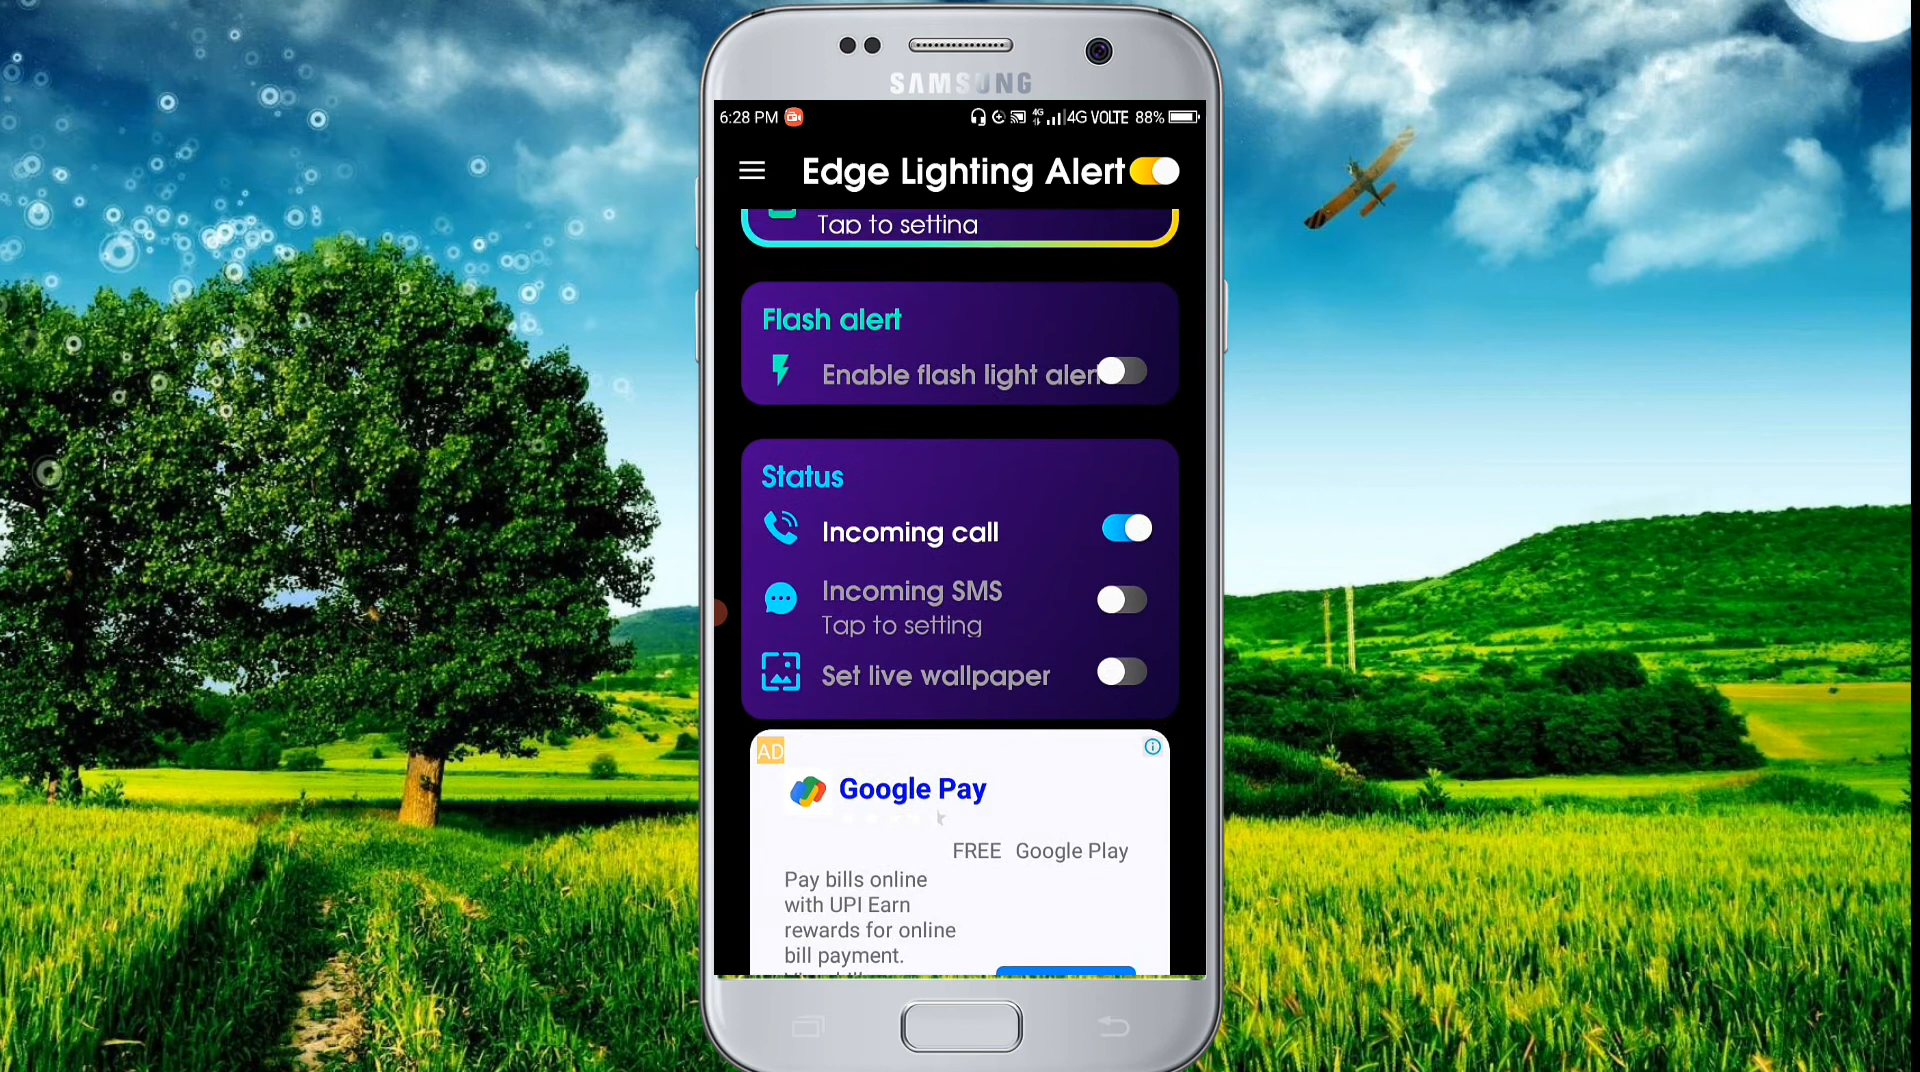 SAMSUNG
6:28 PM 4G 4G VOLTE 88%
Edge Lighting Alert
Tap to setting
Flash alert
Enable flash light alert
Status
Incoming call
Incoming SMS
Tap to setting
Set live wallpaper
AD
Google Pay
FREE Google Play
Pay bills online
with UPI Earn
rewards for online
bill payment.